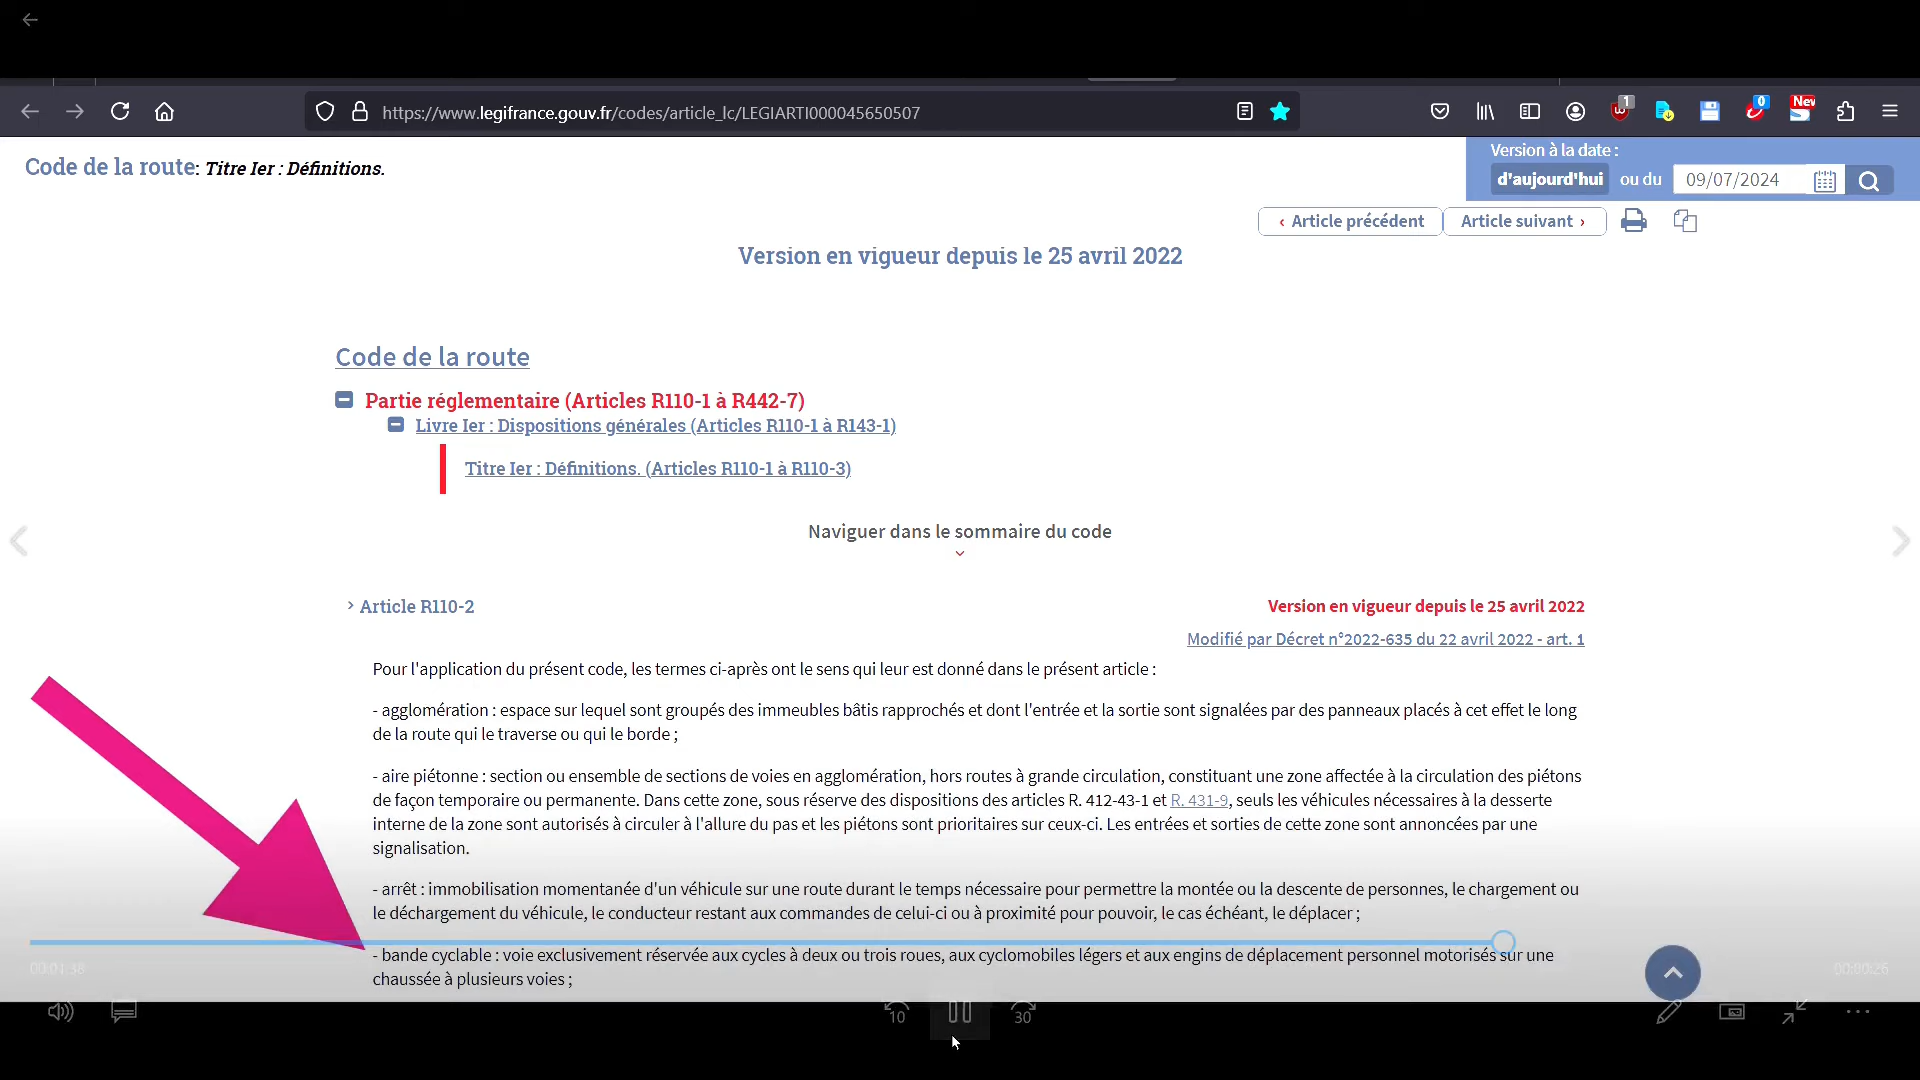 https://www.legifrance.gouv.fr/codes/article_lc/LEGIARTI000045650507
1
0
New
Code de la route: Titre Ier : Définitions.
Version à la date :
d'aujourd'hui ou du 09/07/2024
‹ Article précédent Article suivant ›
Version en vigueur depuis le 25 avril 2022
Code de la route
Partie réglementaire (Articles R110-1 à R442-7)
Livre Ier : Dispositions générales (Articles R110-1 à R143-1)
Titre Ier : Définitions. (Articles R110-1 à R110-3)
Naviguer dans le sommaire du code
Article R110-2
Version en vigueur depuis le 25 avril 2022
Modifié par Décret n°2022-635 du 22 avril 2022 - art. 1
Pour l'application du présent code, les termes ci-après ont le sens qui leur est donné dans le présent article :
- agglomération : espace sur lequel sont groupés des immeubles bâtis rapprochés et dont l'entrée et la sortie sont signalées par des panneaux placés à cet effet le long
de la route qui le traverse ou qui le borde ;
- aire piétonne : section ou ensemble de sections de voies en agglomération, hors routes à grande circulation, constituant une zone affectée à la circulation des piétons
de façon temporaire ou permanente. Dans cette zone, sous réserve des dispositions des articles R. 412-43-1 et R. 431-9, seuls les véhicules nécessaires à la desserte
interne de la zone sont autorisés à circuler à l'allure du pas et les piétons sont prioritaires sur ceux-ci. Les entrées et sorties de cette zone sont annoncées par une
signalisation.
- arrêt : immobilisation momentanée d'un véhicule sur une route durant le temps nécessaire pour permettre la montée ou la descente de personnes, le chargement ou
le déchargement du véhicule, le conducteur restant aux commandes de celui-ci ou à proximité pour pouvoir, le cas échéant, le déplacer ;
- bande cyclable : voie exclusivement réservée aux cycles à deux ou trois roues, aux cyclomobiles légers et aux engins de déplacement personnel motorisés sur une
chaussée à plusieurs voies ;
00:01:38
00:00:26
10
30